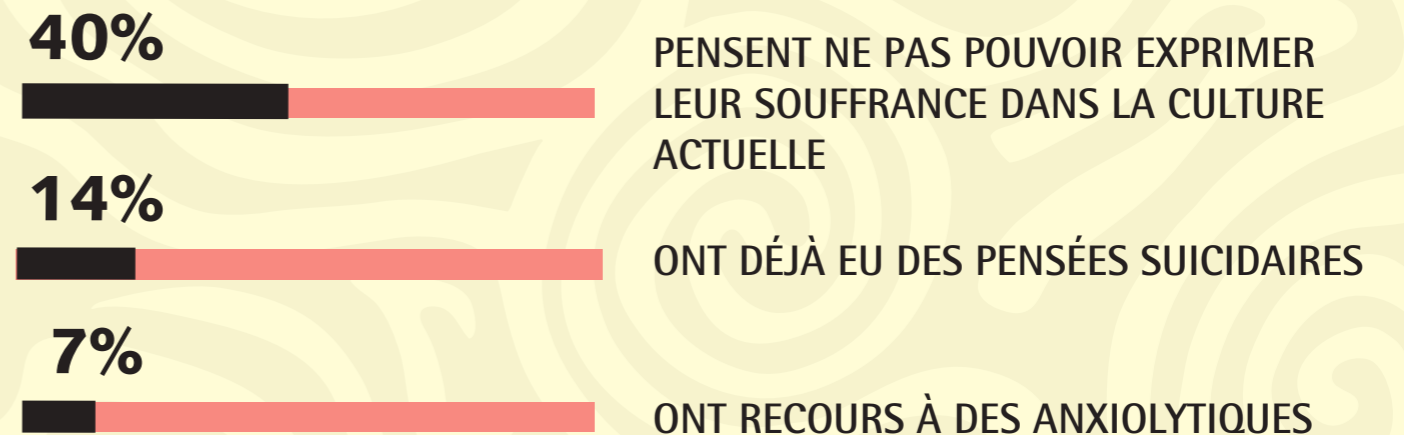 40%
PENSENT NE PAS POUVOIR EXPRIMER
LEUR SOUFFRANCE DANS LA CULTURE
ACTUELLE
14%
ONT DÉJÀ EU DES PENSÉES SUICIDAIRES
7%
ONT RECOURS À DES ANXIOLYTIQUES